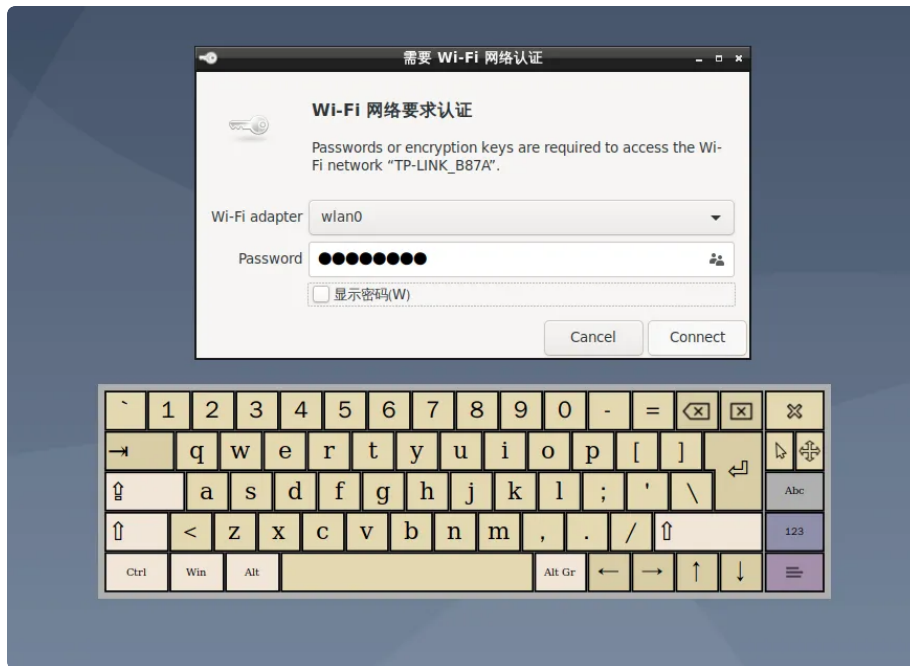 需要 Wi-Fi 网络认证
Wi-Fi 网络要求认证
Passwords or encryption keys are required to access the Wi-
Fi network “TP-LINK_B87A”.
Wi-Fi adapter wlan0
Password ●●●●●●●●
显示密码(W)
Cancel Connect
` 1 2 3 4 5 6 7 8 9 0 - =
q w e r t y u i o p [ ]
a s d f g h j k l ; ' \ Abc
< z x c v b n m , . / 123
Ctrl Win Alt Alt Gr ← → ↑ ↓